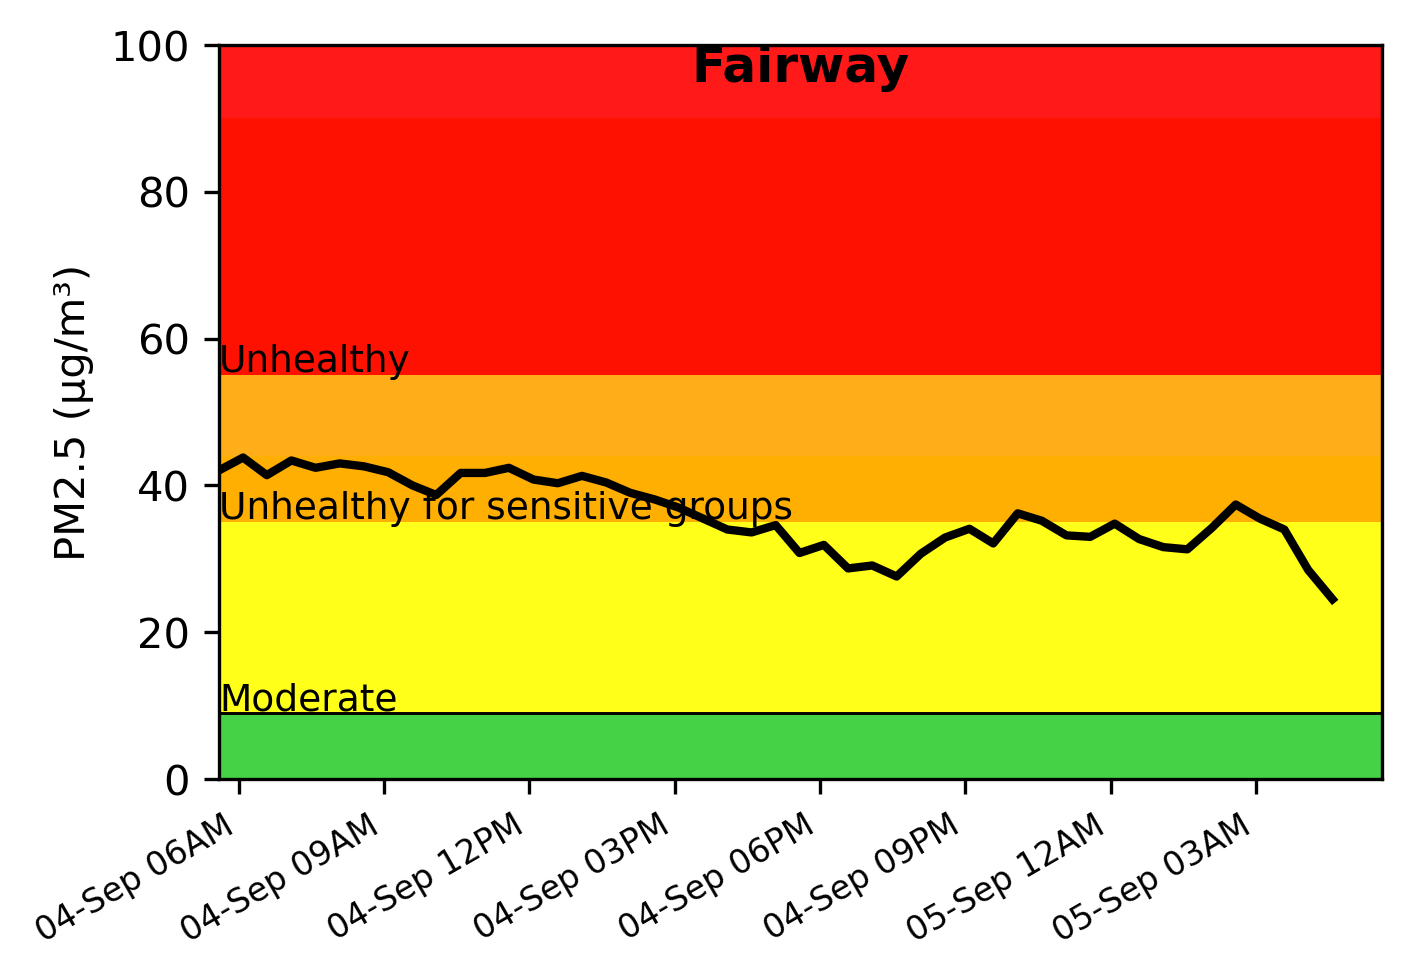 Fairway
PM2.5 (µg/m³)
100
80
60
40
20
0
Unhealthy
Unhealthy for sensitive groups
Moderate
04-Sep 06AM
04-Sep 09AM
04-Sep 12PM
04-Sep 03PM
04-Sep 06PM
04-Sep 09PM
05-Sep 12AM
05-Sep 03AM